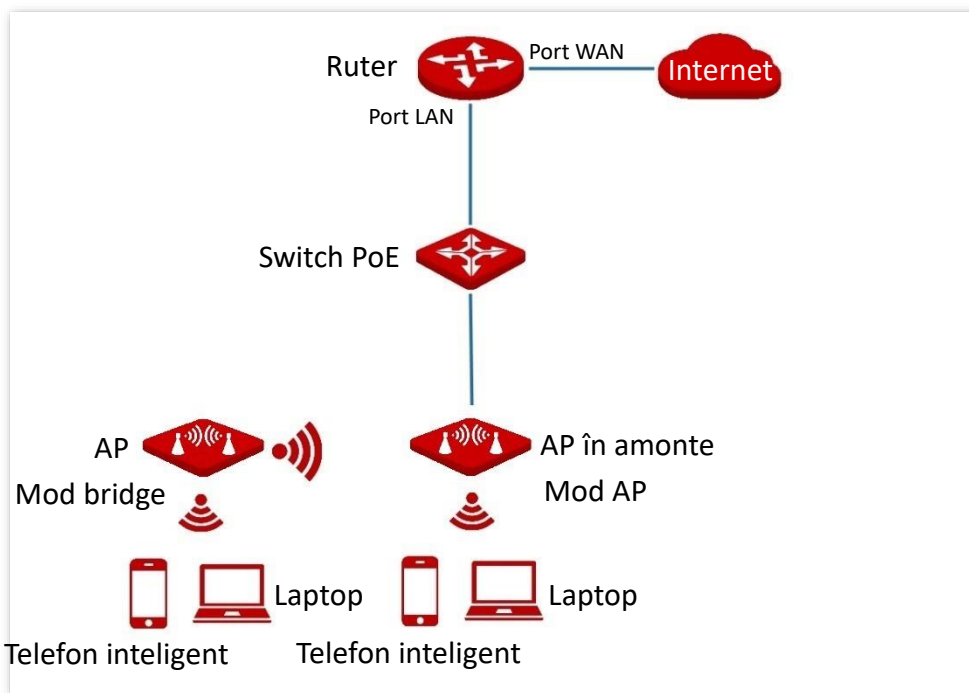 Port WAN
Ruter
Internet
Port LAN
Switch PoE
AP
AP în amonte
Mod bridge
Mod AP
Laptop
Laptop
Telefon inteligent
Telefon inteligent